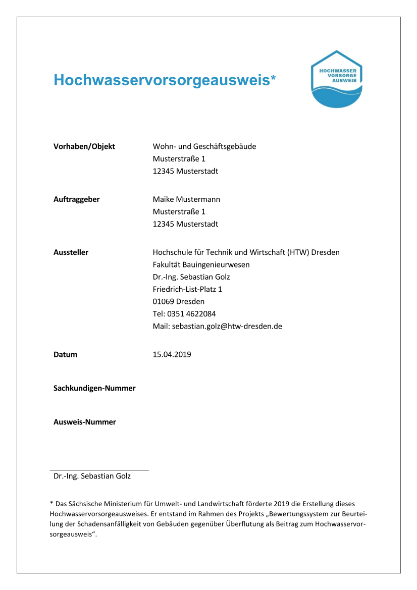 Hochwasservorsorgeausweis*
HOCHWASSER
VORSORGE
AUSWEIS
Vorhaben/Objekt Wohn- und Geschäftsgebäude
Musterstraße 1
12345 Musterstadt
Auftraggeber Maike Mustermann
Musterstraße 1
12345 Musterstadt
Aussteller Hochschule für Technik und Wirtschaft (HTW) Dresden
Fakultät Bauingenieurwesen
Dr.-Ing. Sebastian Golz
Friedrich-List-Platz 1
01069 Dresden
Tel: 0351 4622084
Mail: sebastian.golz@htw-dresden.de
Datum 15.04.2019
Sachkundigen-Nummer
Ausweis-Nummer
Dr.-Ing. Sebastian Golz
* Das Sächsische Ministerium für Umwelt- und Landwirtschaft förderte 2019 die Erstellung dieses
Hochwasservorsorgeausweises. Er entstand im Rahmen des Projekts „Bewertungssystem zur Beurtei-
lung der Schadensanfälligkeit von Gebäuden gegenüber Überflutung als Beitrag zum Hochwasservor-
sorgeausweis“.